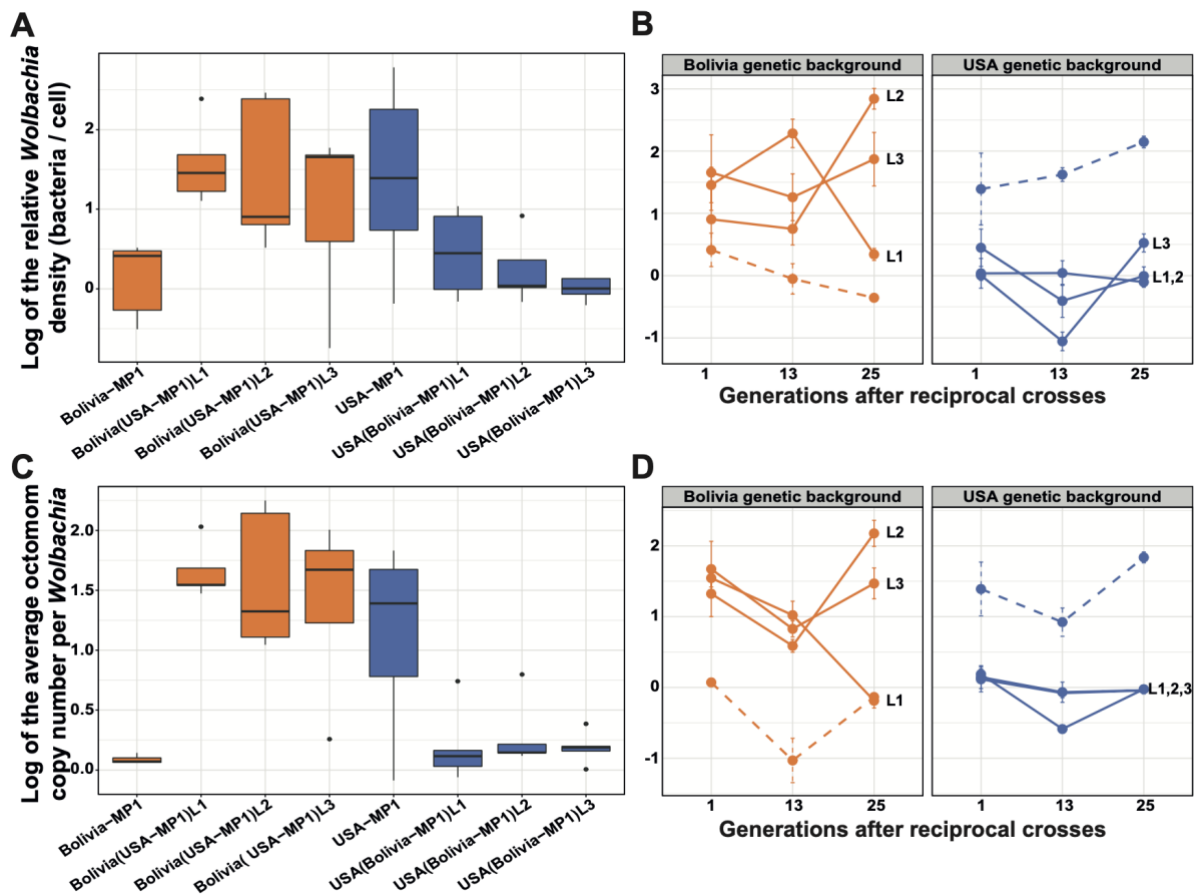 A
Log of the relative Wolbachia
density (bacteria / cell)
2
1
0
Bolivia−MP1
Bolivia(USA−MP1)L1
Bolivia(USA−MP1)L2
Bolivia(USA−MP1)L3
USA−MP1
USA(Bolivia−MP1)L1
USA(Bolivia−MP1)L2
USA(Bolivia−MP1)L3
B
Bolivia genetic background
USA genetic background
3
2
1
0
-1
L2
L3
L1
L3
L1,2
1 13 25 1 13 25
Generations after reciprocal crosses
C
Log of the average octomom
copy number per Wolbachia
2.0
1.5
1.0
0.5
0.0
Bolivia−MP1
Bolivia(USA−MP1)L1
Bolivia(USA−MP1)L2
Bolivia( USA−MP1)L3
USA−MP1
USA(Bolivia−MP1)L1
USA(Bolivia−MP1)L2
USA(Bolivia−MP1)L3
D
Bolivia genetic background
USA genetic background
2
1
0
-1
L2
L3
L1
L1,2,3
1 13 25 1 13 25
Generations after reciprocal crosses